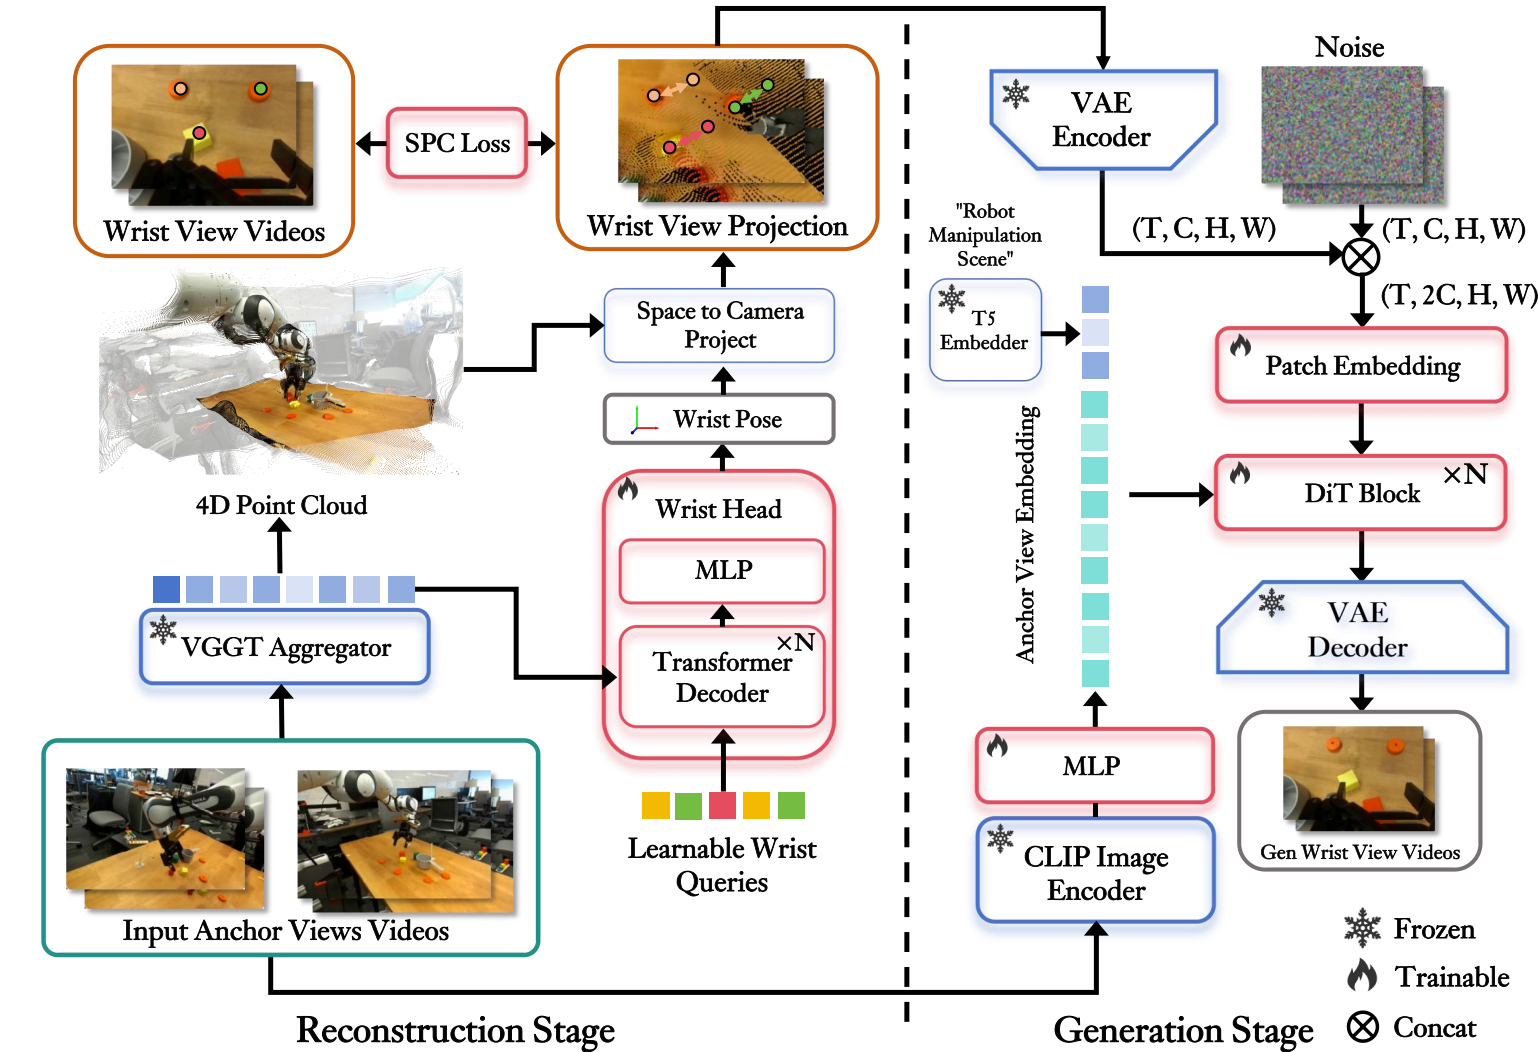 Wrist View Videos
SPC Loss
Wrist View Projection
Space to Camera
Project
Wrist Pose
4D Point Cloud
Wrist Head
MLP
×N
Transformer
Decoder
VGGT Aggregator
Input Anchor Views Videos
Learnable Wrist
Queries
Reconstruction Stage
VAE
Encoder
Noise
"Robot
Manipulation
Scene"
(T, C, H, W)
(T, C, H, W)
(T, 2C, H, W)
T5
Embedder
Patch Embedding
Anchor View Embedding
×N
DiT Block
VAE
Decoder
MLP
CLIP Image
Encoder
Gen Wrist View Videos
Frozen
Trainable
Concat
Generation Stage